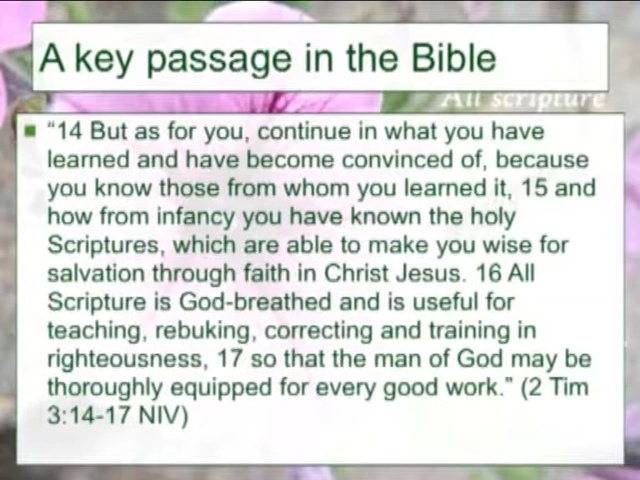 A key passage in the Bible
All scripture
“14 But as for you, continue in what you have
learned and have become convinced of, because
you know those from whom you learned it, 15 and
how from infancy you have known the holy
Scriptures, which are able to make you wise for
salvation through faith in Christ Jesus. 16 All
Scripture is God-breathed and is useful for
teaching, rebuking, correcting and training in
righteousness, 17 so that the man of God may be
thoroughly equipped for every good work.” (2 Tim
3:14-17 NIV)